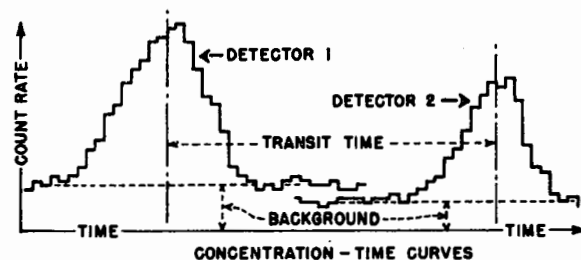 COUNT RATE
DETECTOR 1
DETECTOR 2
TRANSIT TIME
BACKGROUND
TIME
TIME
CONCENTRATION - TIME CURVES